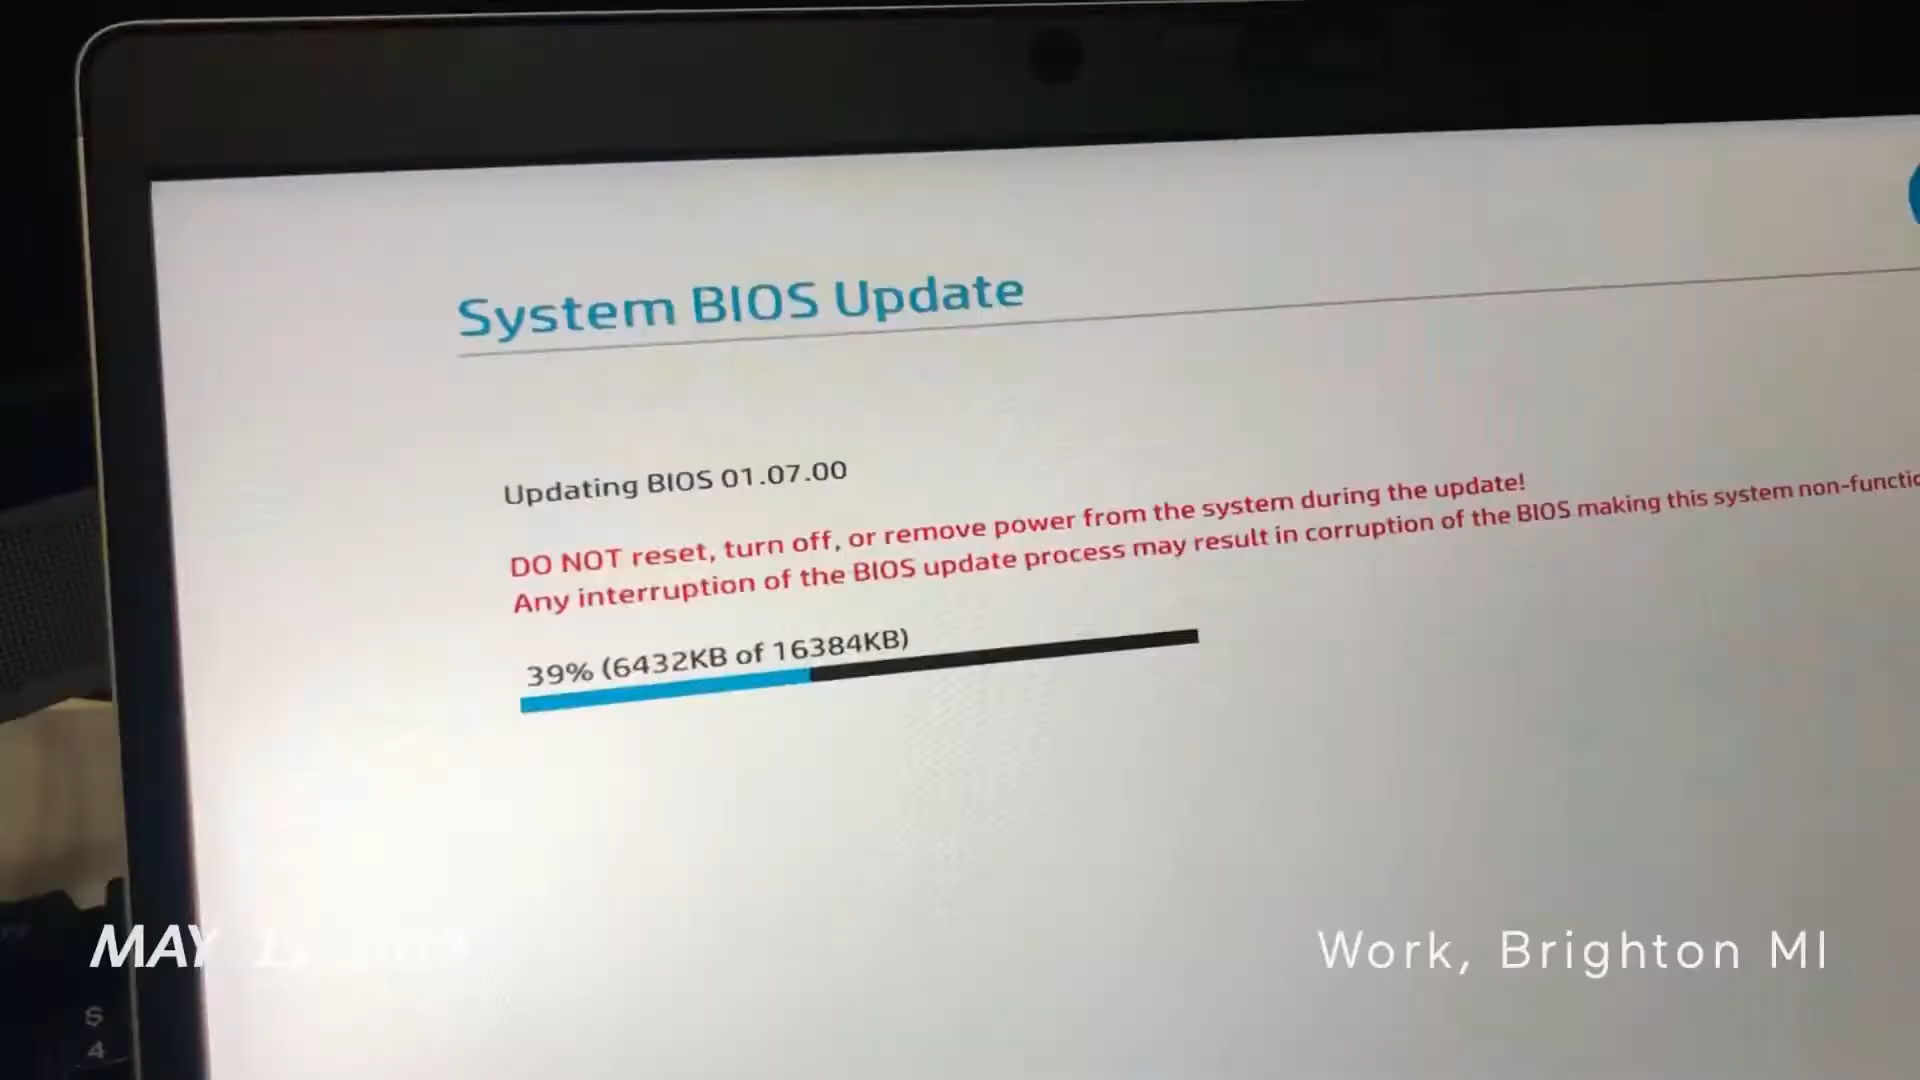 System BIOS Update
Updating BIOS 01.07.00
DO NOT reset, turn off, or remove power from the system during the update!
Any interruption of the BIOS update process may result in corruption of the BIOS making this system
39% (6432KB of 16384KB)
MAY
Work, Brighton MI
S
4